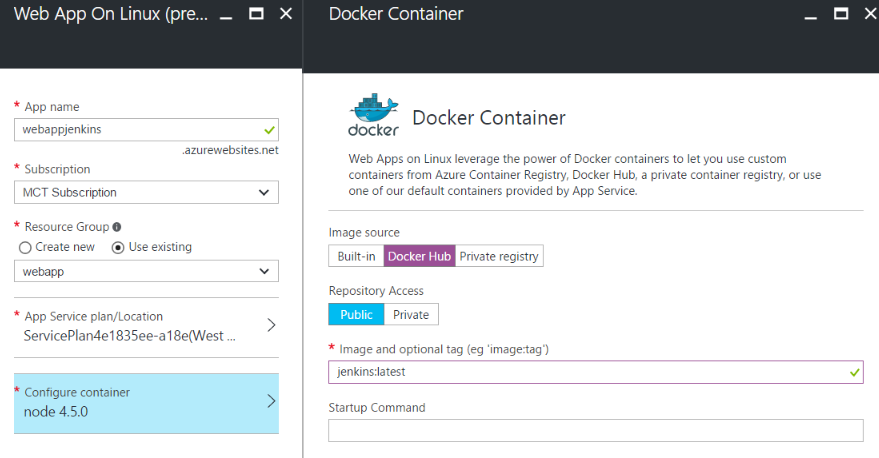 Web App On Linux (pre...
* App name
webappjenkins
.azurewebsites.net
* Subscription
MCT Subscription
* Resource Group
Create new
Use existing
webapp
* App Service plan/Location
ServicePlan4e1835ee-a18e(West ...
* Configure container
node 4.5.0
Docker Container
docker
Docker Container
Web Apps on Linux leverage the power of Docker containers to let you use custom
containers from Azure Container Registry, Docker Hub, a private container registry, or use
one of our default containers provided by App Service.
Image source
Built-in Docker Hub Private registry
Repository Access
Public Private
* Image and optional tag (eg 'image:tag')
jenkins:latest
Startup Command